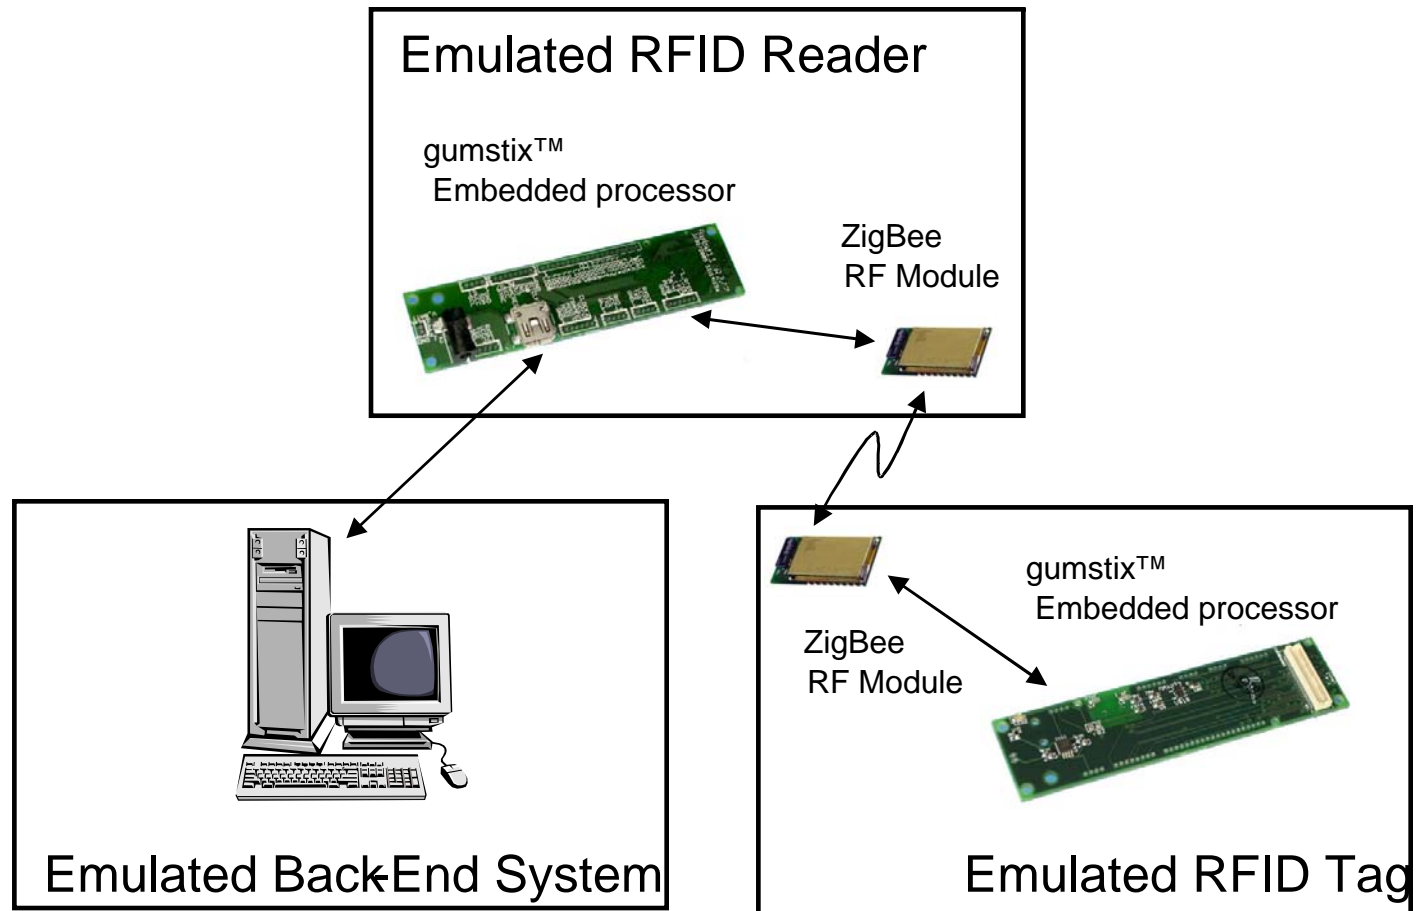 Emulated RFID Reader
gumstix™
Embedded processor
ZigBee
RF Module
gumstix™
Embedded processor
ZigBee
RF Module
Emulated Back-End System
Emulated RFID Tag